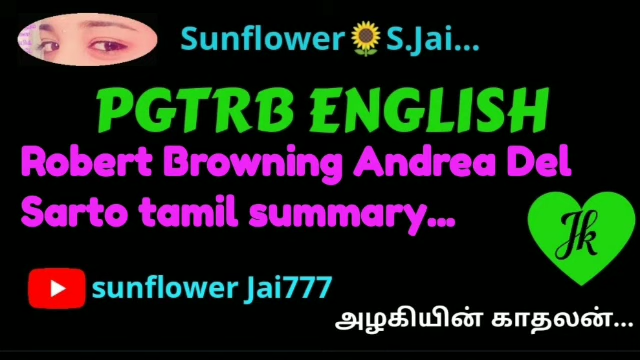 Sunflower🌻S.Jai...
PGTRB ENGLISH
Robert Browning Andrea Del
Sarto tamil summary...
Jk
sunflower Jai777
அழகியின் காதலன்...